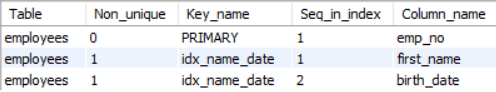 Table Non_unique Key_name Seq_in_index Column_name
employees 0 PRIMARY 1 emp_no
employees 1 idx_name_date 1 first_name
employees 1 idx_name_date 2 birth_date